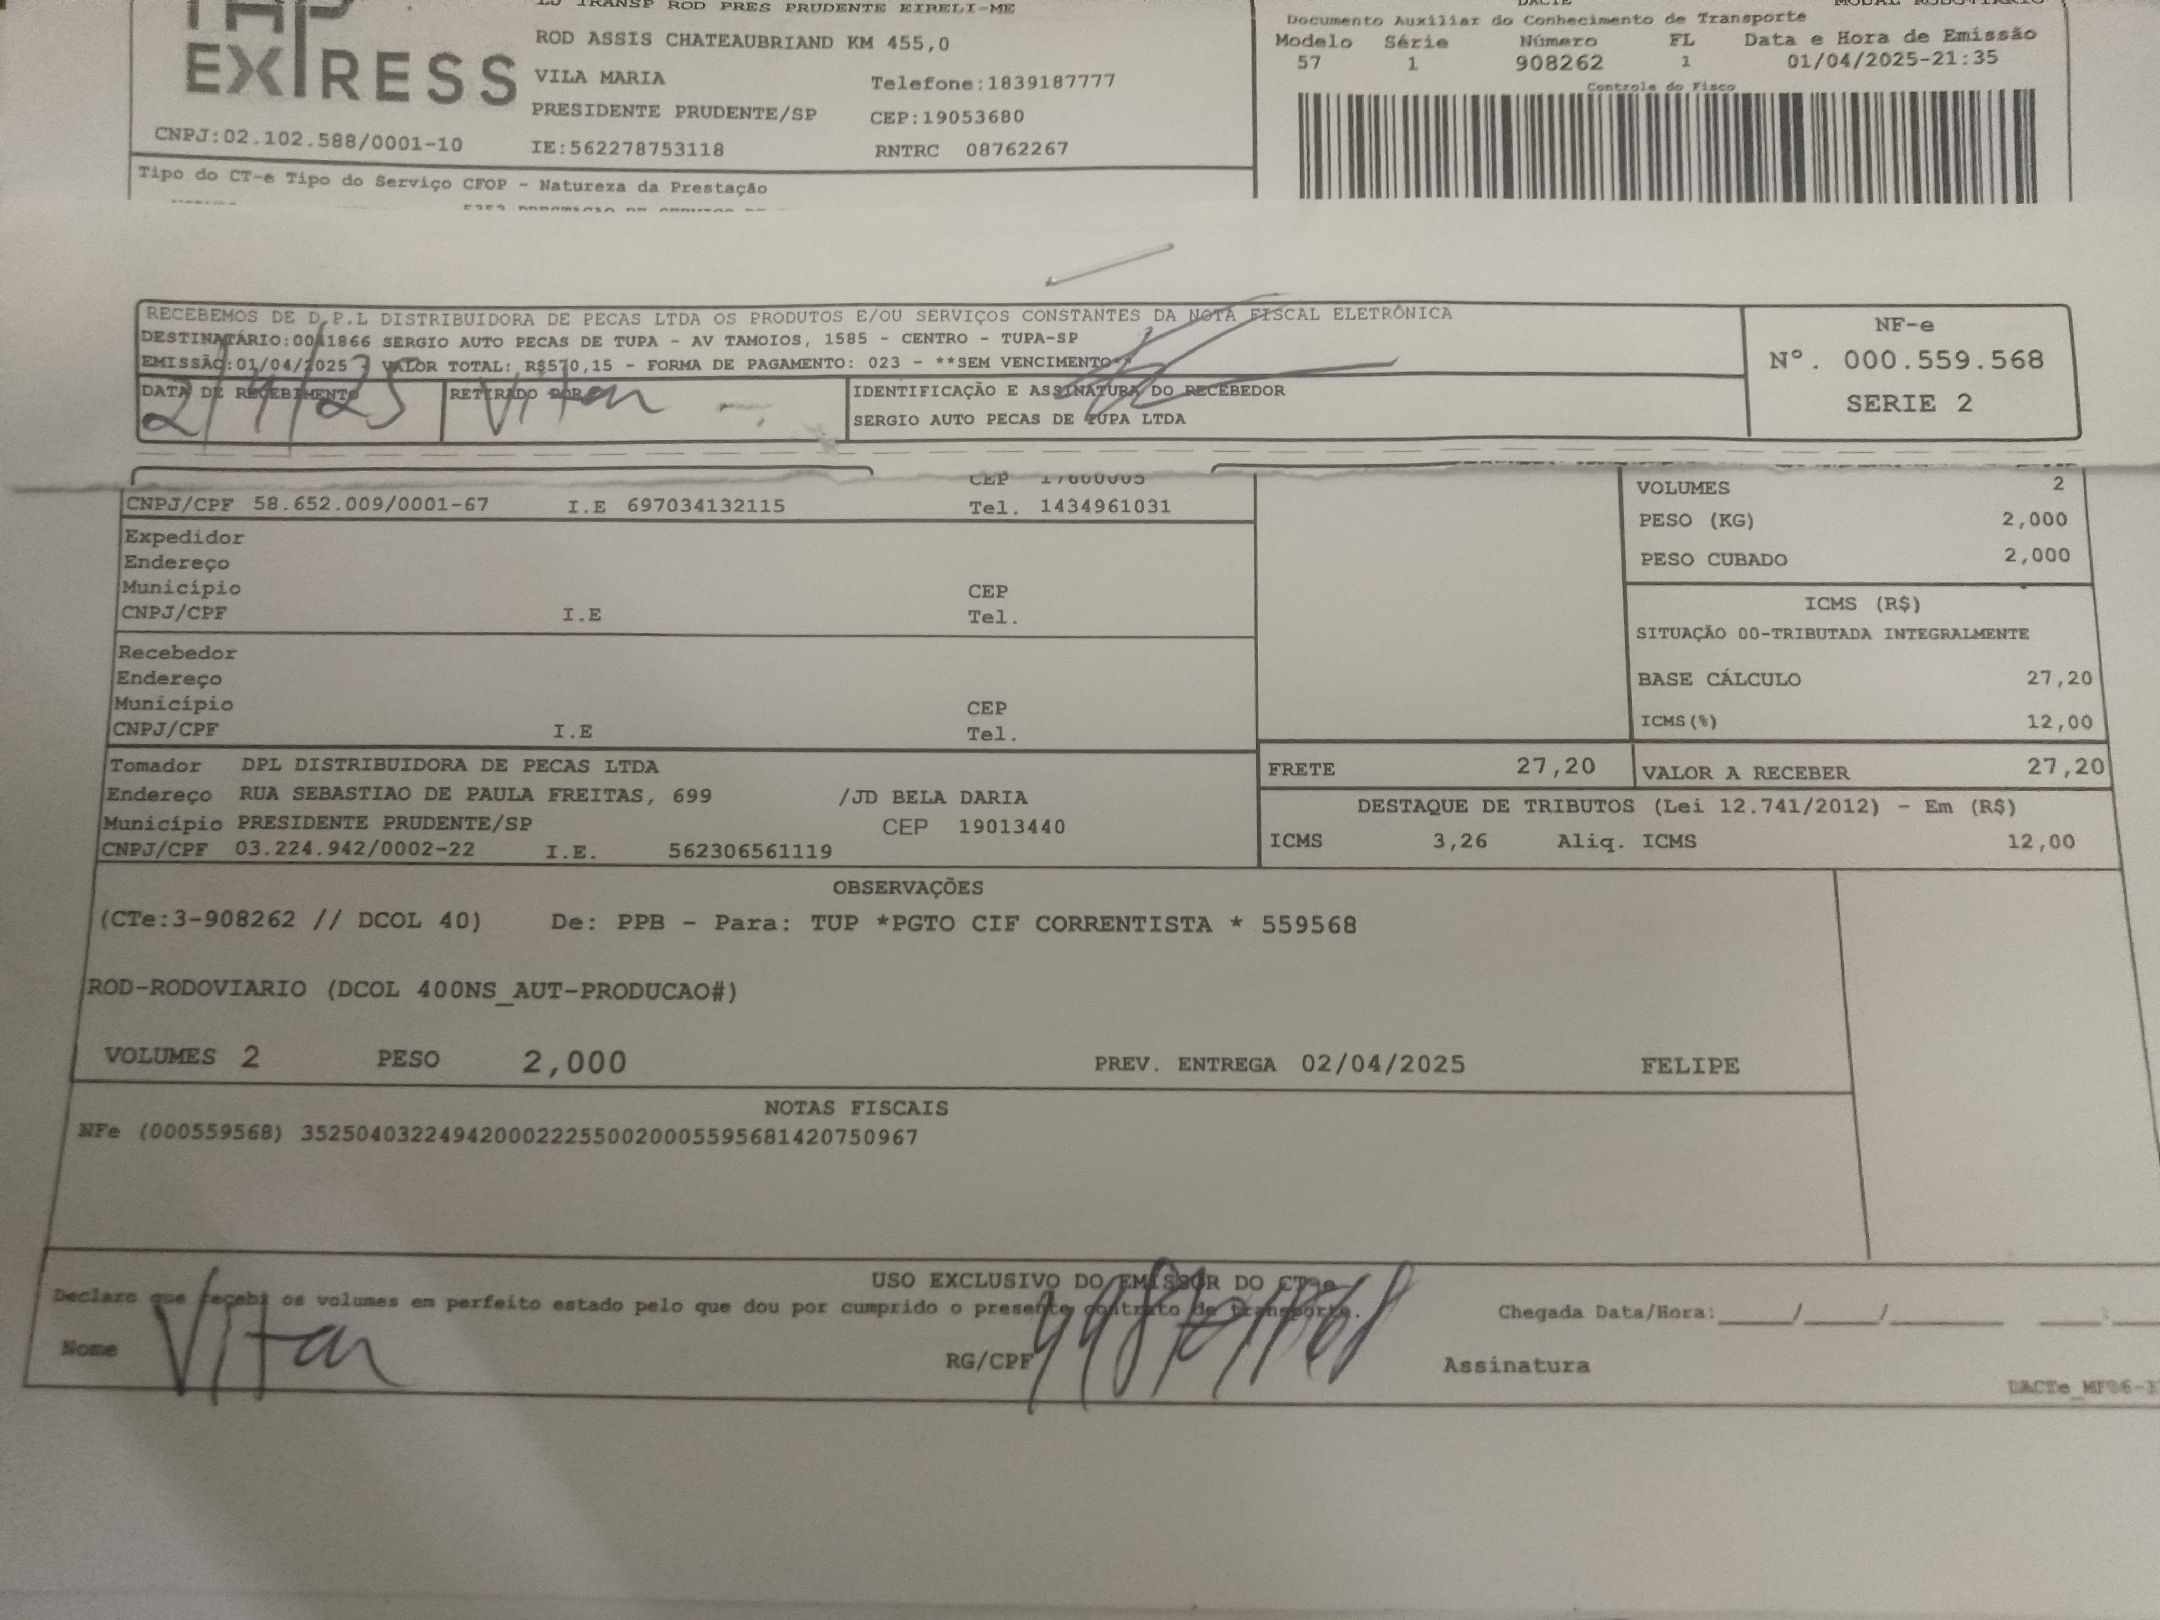 EXPRESS
TRANSP ROD PRES PRUDENTE EIRELI-ME
ROD ASSIS CHATEAUBRIAND KM 455,0
VILA MARIA Telefone:1839187777
PRESIDENTE PRUDENTE/SP CEP:19053680
CNPJ:02.102.588/0001-10 IE:562278753118 RNTRC 08762267
Tipo do CT-e Tipo do Serviço CFOP - Natureza da Prestação
DACTE MODAL RODOVIARIO
Documento Auxiliar do Conhecimento de Transporte
Modelo Série Número FL Data e Hora de Emissão
57 1 908262 1 01/04/2025-21:35
Controle do Fisco
RECEBEMOS DE D.P.L DISTRIBUIDORA DE PECAS LTDA OS PRODUTOS E/OU SERVIÇOS CONSTANTES DA NOTA FISCAL ELETRÔNICA
DESTINATÁRIO:0041866 SERGIO AUTO PECAS DE TUPA - AV TAMOIOS, 1585 - CENTRO - TUPA-SP
EMISSÃO:01/04/2025 VALOR TOTAL: R$570,15 - FORMA DE PAGAMENTO: 023 - **SEM VENCIMENTO**
DATA DE RECEBIMENTO RETIRADO POR IDENTIFICAÇÃO E ASSINATURA DO RECEBEDOR
2/4/25 Vitor
SERGIO AUTO PECAS DE TUPA LTDA
NF-e
Nº. 000.559.568
SERIE 2
CEP 17600005
CNPJ/CPF 58.652.009/0001-67 I.E 697034132115 Tel. 1434961031
Expedidor
Endereço
Município CEP
CNPJ/CPF I.E Tel.
Recebedor
Endereço
Município CEP
CNPJ/CPF I.E Tel.
VOLUMES 2
PESO (KG) 2,000
PESO CUBADO 2,000
ICMS (R$)
SITUAÇÃO 00-TRIBUTADA INTEGRALMENTE
BASE CÁLCULO 27,20
ICMS(%) 12,00
Tomador DPL DISTRIBUIDORA DE PECAS LTDA
Endereço RUA SEBASTIAO DE PAULA FREITAS, 699 /JD BELA DARIA
Município PRESIDENTE PRUDENTE/SP CEP 19013440
CNPJ/CPF 03.224.942/0002-22 I.E. 562306561119
FRETE 27,20 VALOR A RECEBER 27,20
DESTAQUE DE TRIBUTOS (Lei 12.741/2012) - Em (R$)
ICMS 3,26 Aliq. ICMS 12,00
OBSERVAÇÕES
(CTe:3-908262 // DCOL 40) De: PPB - Para: TUP *PGTO CIF CORRENTISTA * 559568
ROD-RODOVIARIO (DCOL 400NS_AUT-PRODUCAO#)
VOLUMES 2 PESO 2,000 PREV. ENTREGA 02/04/2025 FELIPE
NOTAS FISCAIS
NFe (000559568) 35250403224942000222550020005595681420750967
USO EXCLUSIVO DO EMISSOR DO CT-e
Declaro que recebi os volumes em perfeito estado pelo que dou por cumprido o presente contrato de transporte. Chegada Data/Hora:
Nome Vitor RG/CPF Assinatura